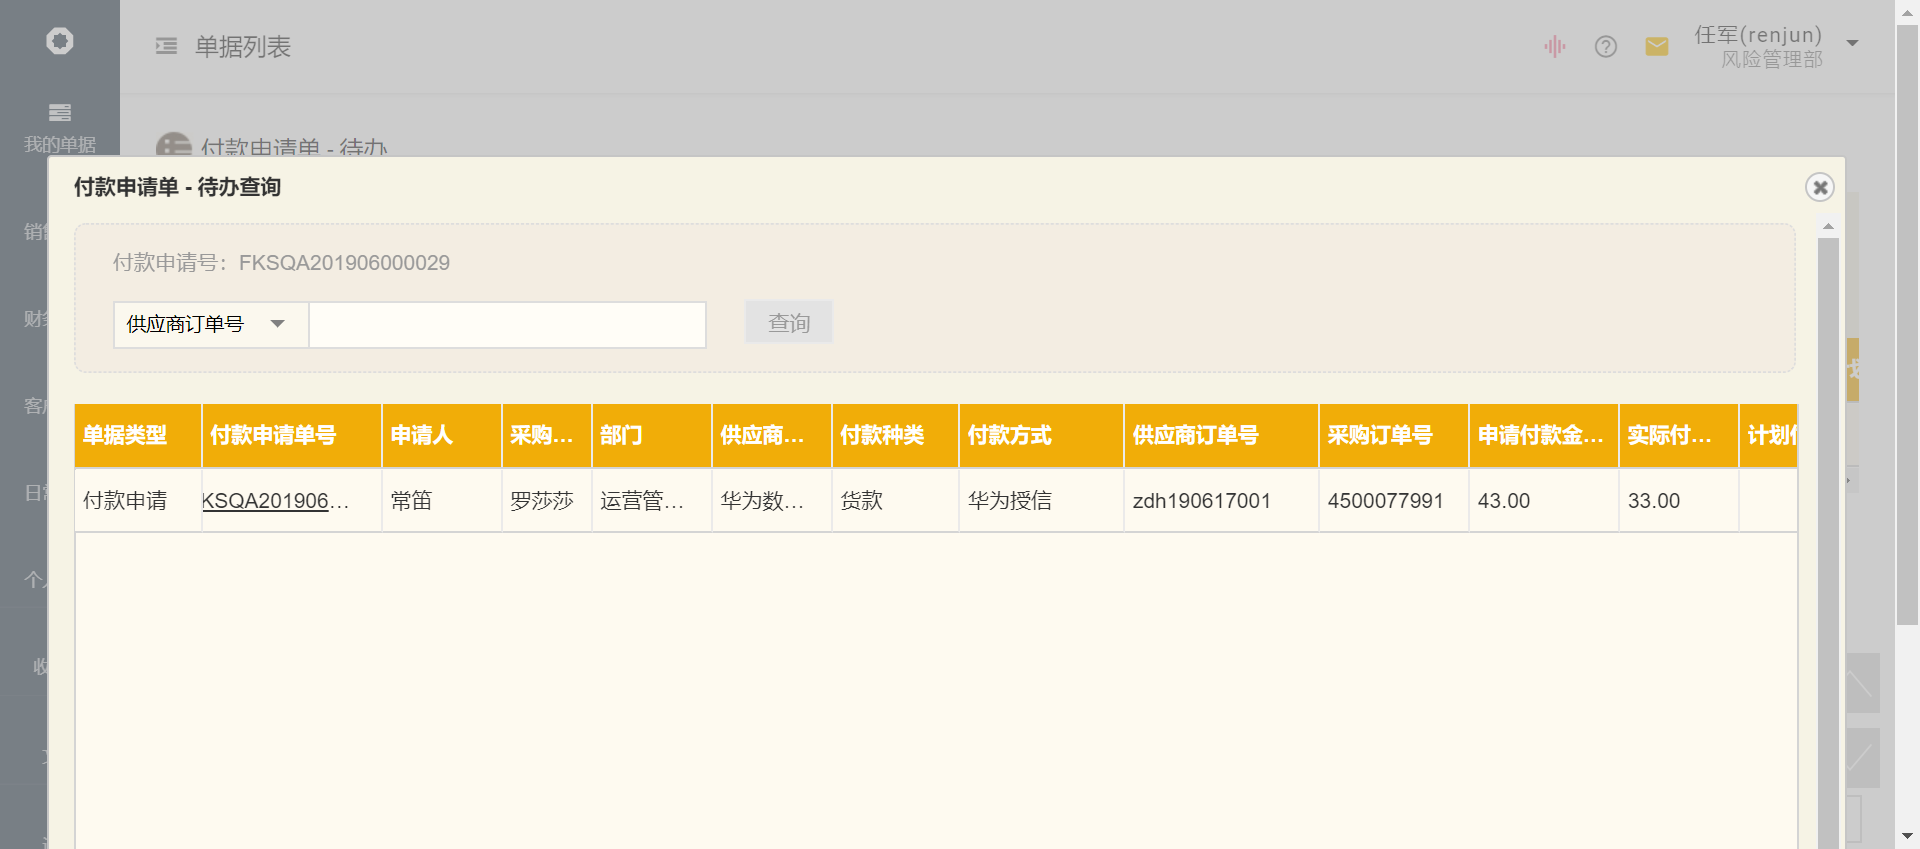 单据列表
任军(renjun)
风险管理部
我的单据
付款申请单 - 待办
付款申请单 - 待办查询
付款申请号：FKSQA201906000029
供应商订单号
查询
单据类型 付款申请单号 申请人 采购... 部门 供应商... 付款种类 付款方式 供应商订单号 采购订单号 申请付款金... 实际付... 计划
付款申请 KSQA201906... 常笛 罗莎莎 运营管... 华为数... 货款 华为授信 zdh190617001 4500077991 43.00 33.00
销
财
客
日
个
收